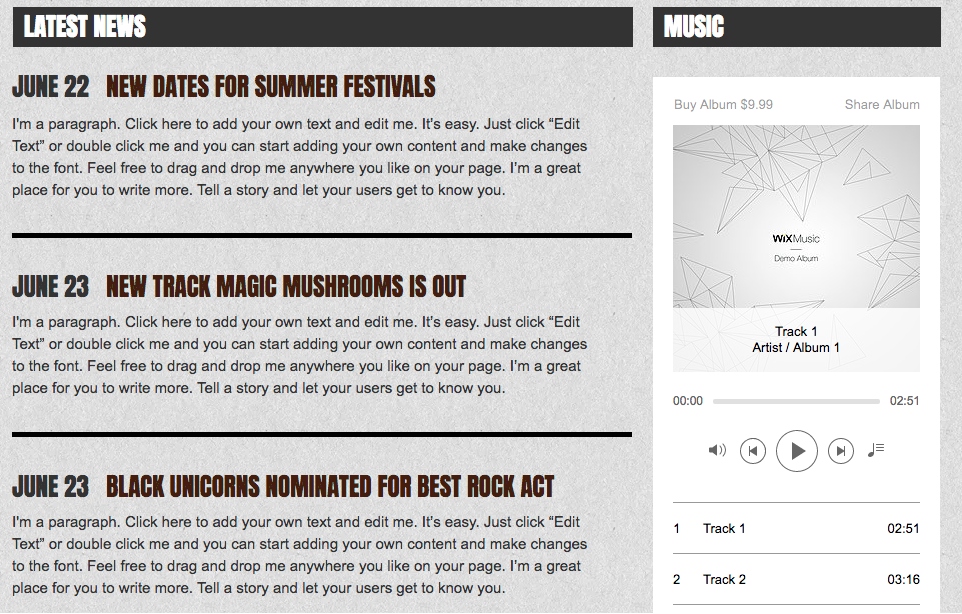 LATEST NEWS
JUNE 22 NEW DATES FOR SUMMER FESTIVALS
I'm a paragraph. Click here to add your own text and edit me. It's easy. Just click “Edit
Text” or double click me and you can start adding your own content and make changes
to the font. Feel free to drag and drop me anywhere you like on your page. I’m a great
place for you to write more. Tell a story and let your users get to know you.
JUNE 23 NEW TRACK MAGIC MUSHROOMS IS OUT
I'm a paragraph. Click here to add your own text and edit me. It's easy. Just click “Edit
Text” or double click me and you can start adding your own content and make changes
to the font. Feel free to drag and drop me anywhere you like on your page. I’m a great
place for you to write more. Tell a story and let your users get to know you.
JUNE 23 BLACK UNICORNS NOMINATED FOR BEST ROCK ACT
I'm a paragraph. Click here to add your own text and edit me. It's easy. Just click “Edit
Text” or double click me and you can start adding your own content and make changes
to the font. Feel free to drag and drop me anywhere you like on your page. I’m a great
place for you to write more. Tell a story and let your users get to know you.
MUSIC
Buy Album $9.99 Share Album
WiXMusic
Demo Album
Track 1
Artist / Album 1
00:00 02:51
1 Track 1 02:51
2 Track 2 03:16